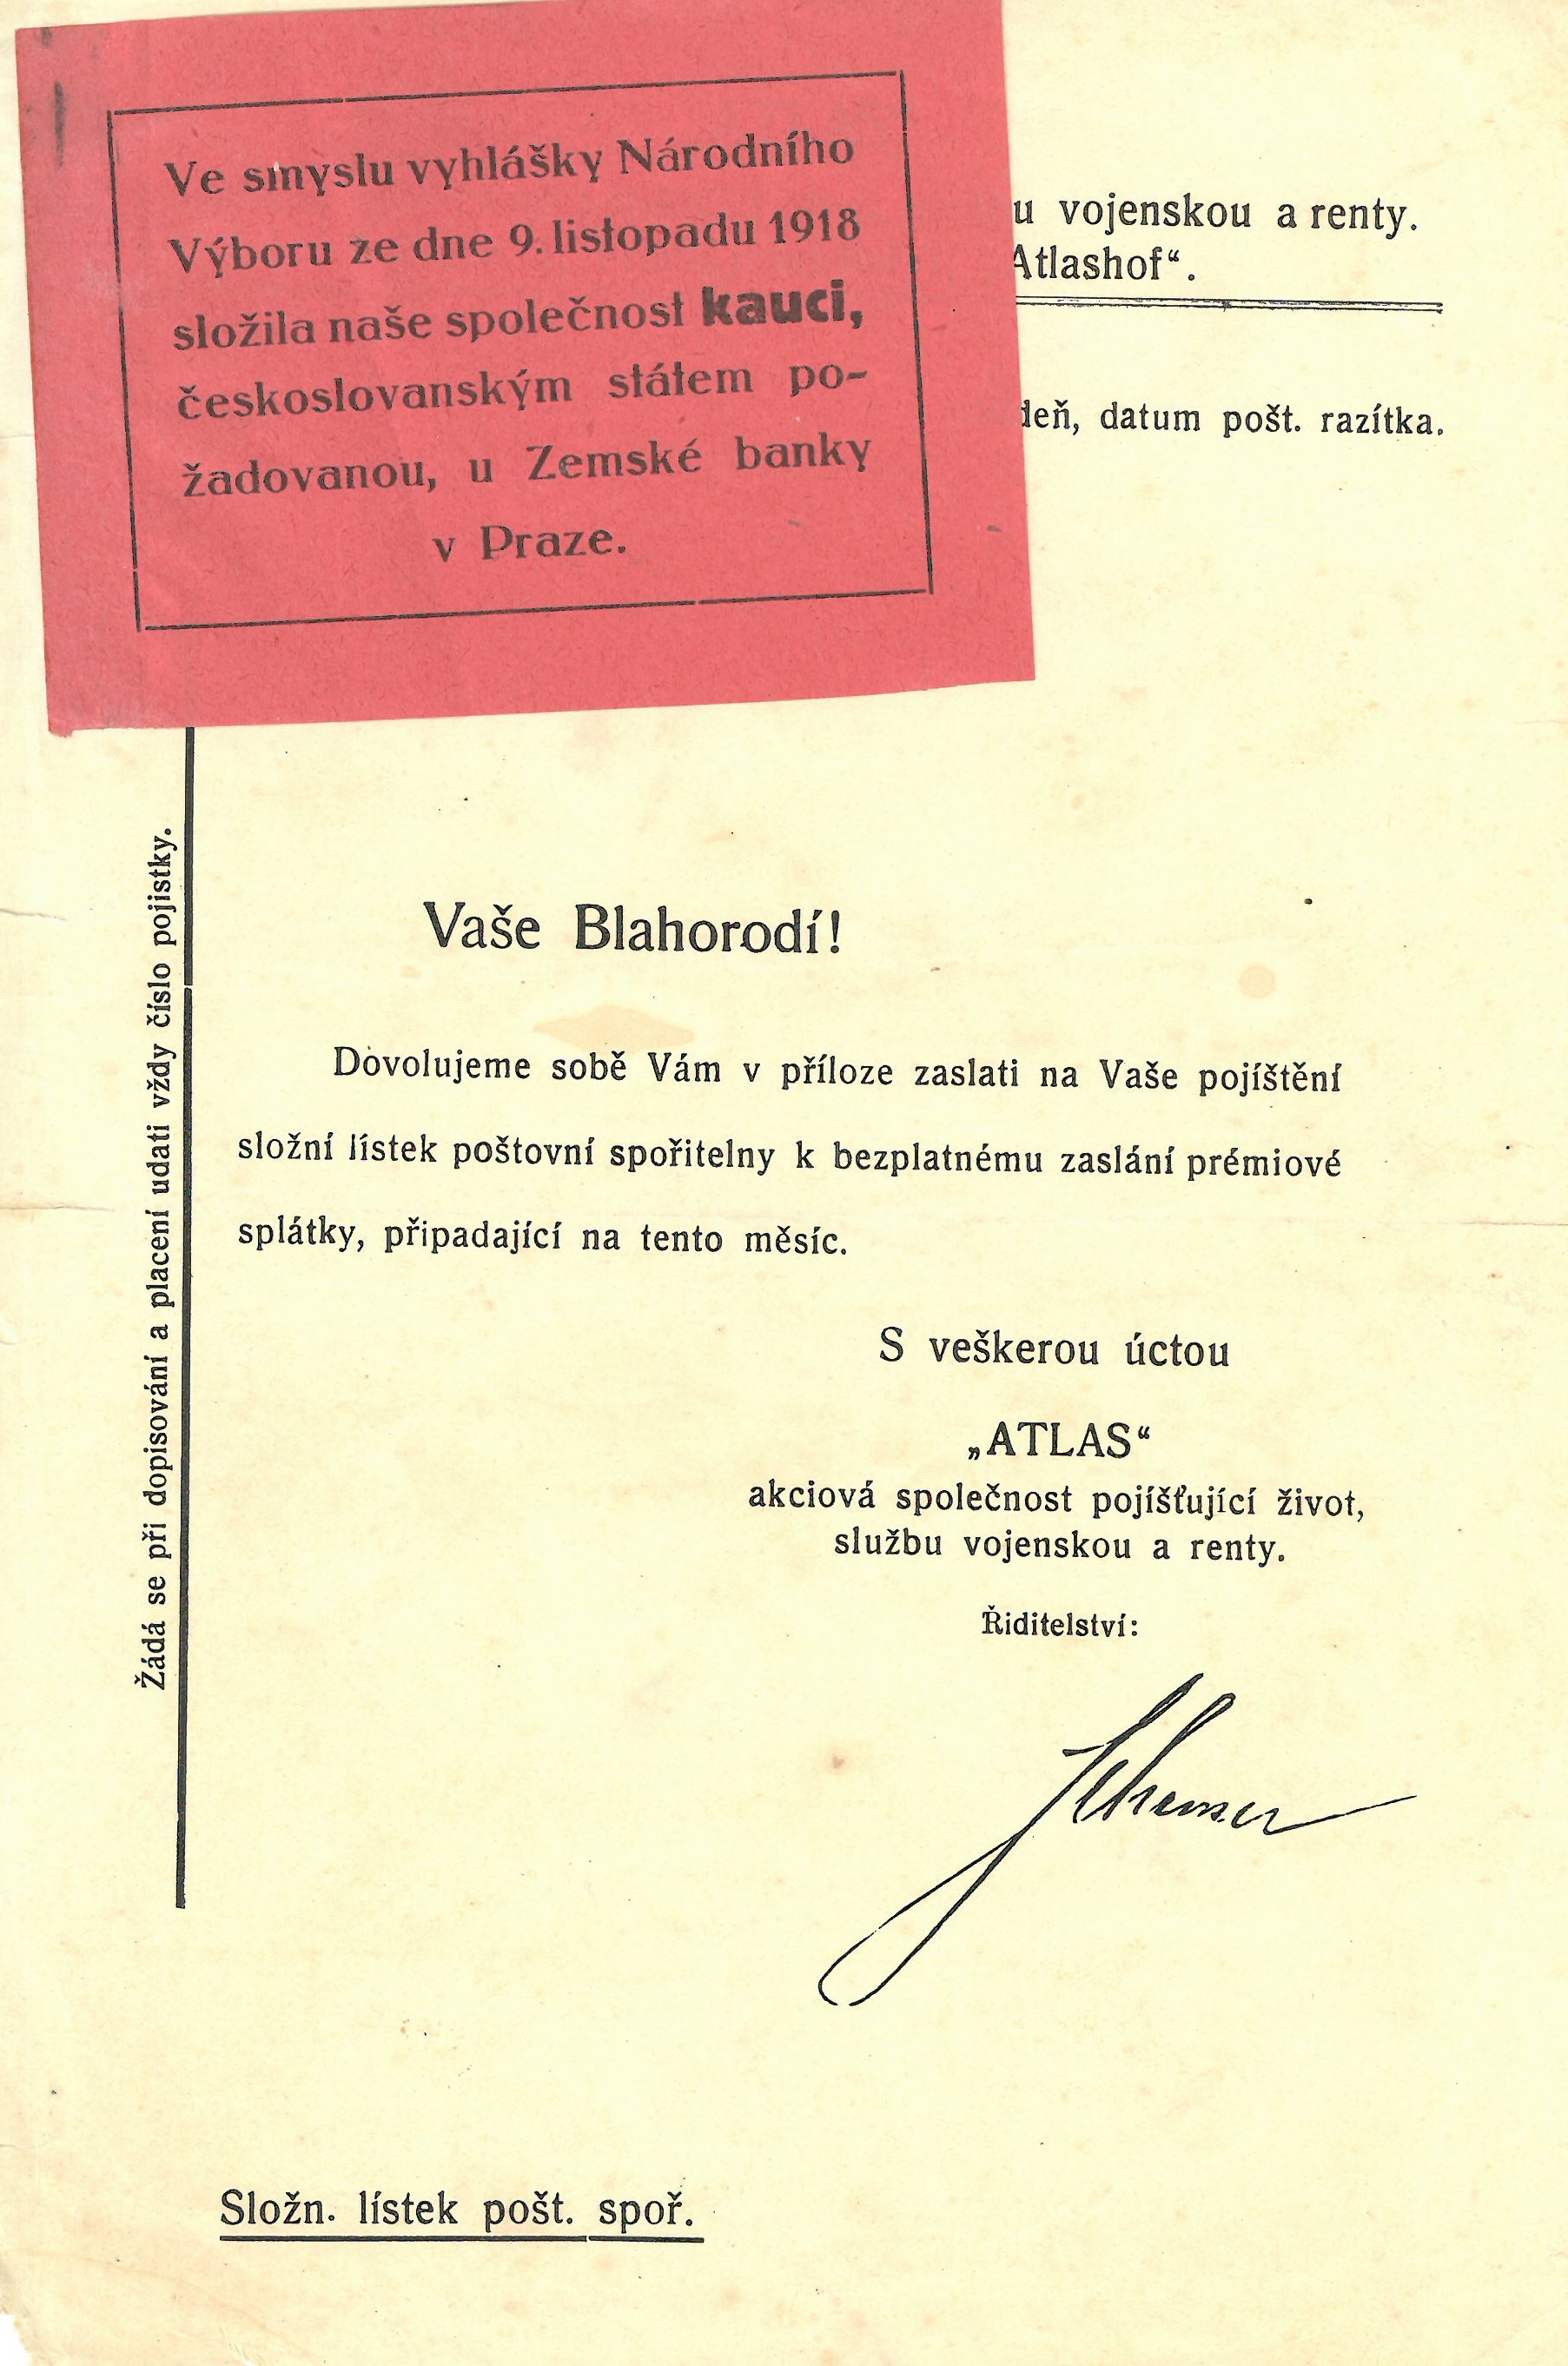 Ve smyslu vyhlášky Národního
Výboru ze dne 9. listopadu 1918
složila naše společnost kauci,
československým státem po-
žadovanou, u Zemské banky
v Praze.
u vojenskou a renty.
Atlashof“.
deň, datum pošt. razítka.
Žádá se při dopisování a placení udati vždy číslo pojistky.
Vaše Blahorodí!
Dovolujeme sobě Vám v příloze zaslati na Vaše pojíštění
složní lístek poštovní spořitelny k bezplatnému zaslání prémiové
splátky, připadající na tento měsíc.
S veškerou úctou
„ATLAS“
akciová společnost pojíšťující život,
službu vojenskou a renty.
Řiditelství:
Složn. lístek pošt. spoř.